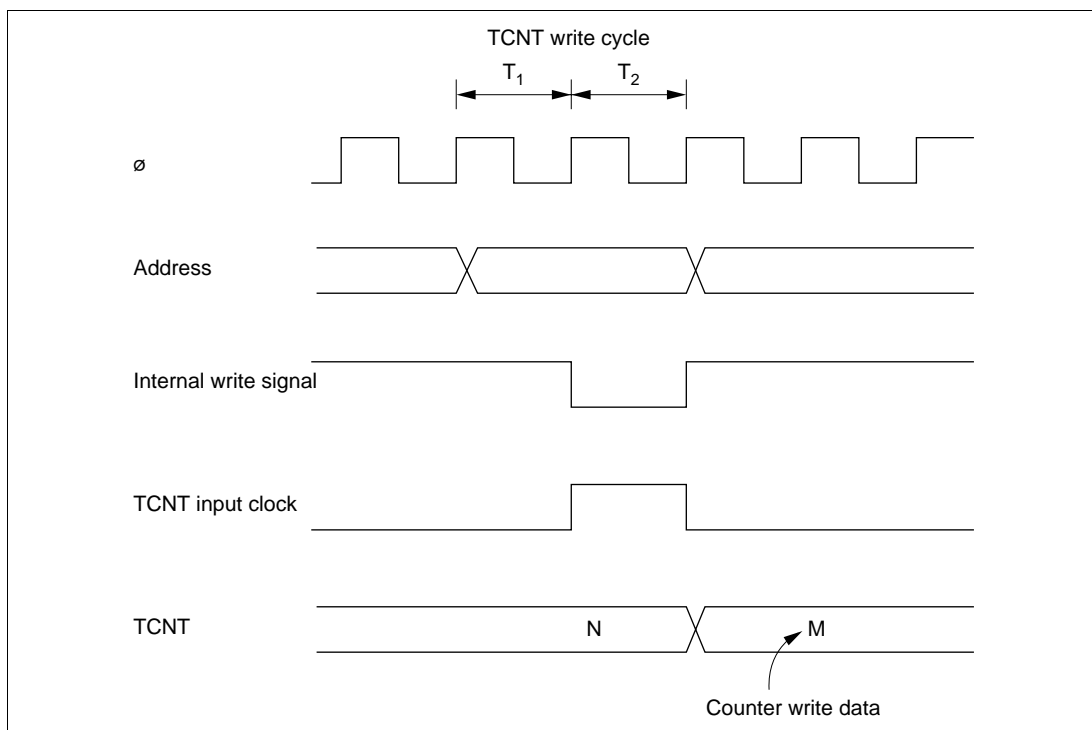 TCNT write cycle
T1 T2
ø
Address
Internal write signal
TCNT input clock
TCNT N M
Counter write data